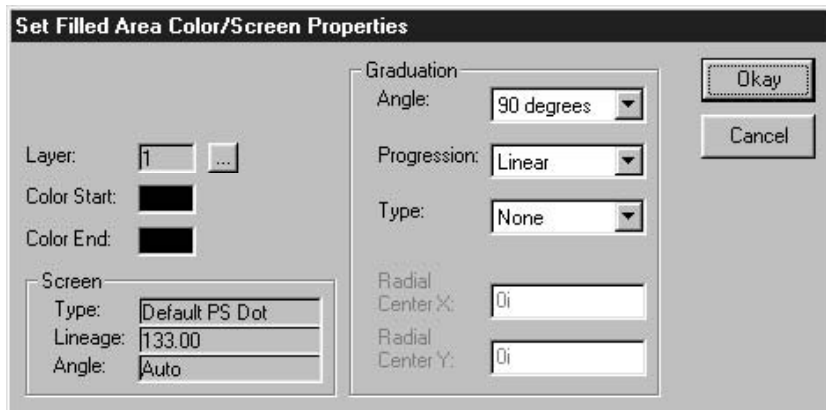 Set Filled Area Color/Screen Properties
Layer: 1 ...
Color Start:
Color End:
Screen
Type: Default PS Dot
Lineage: 133.00
Angle: Auto
Graduation
Angle: 90 degrees
Progression: Linear
Type: None
Radial
Center X: 0i
Radial
Center Y: 0i
Okay
Cancel